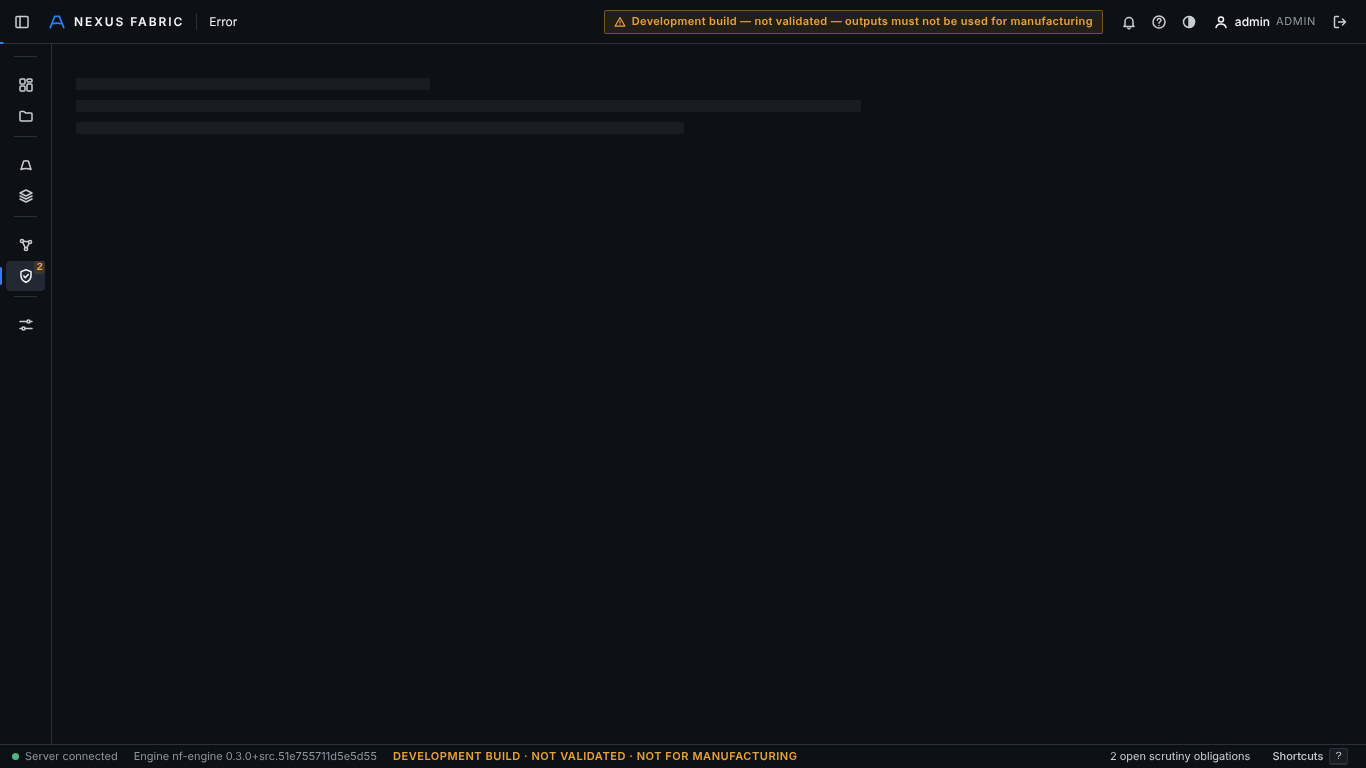 NEXUS FABRIC
Error
Development build — not validated — outputs must not be used for manufacturing
admin ADMIN
2
Server connected
Engine nf-engine 0.3.0+src.51e755711d5e5d55
DEVELOPMENT BUILD · NOT VALIDATED · NOT FOR MANUFACTURING
2 open scrutiny obligations
Shortcuts ?